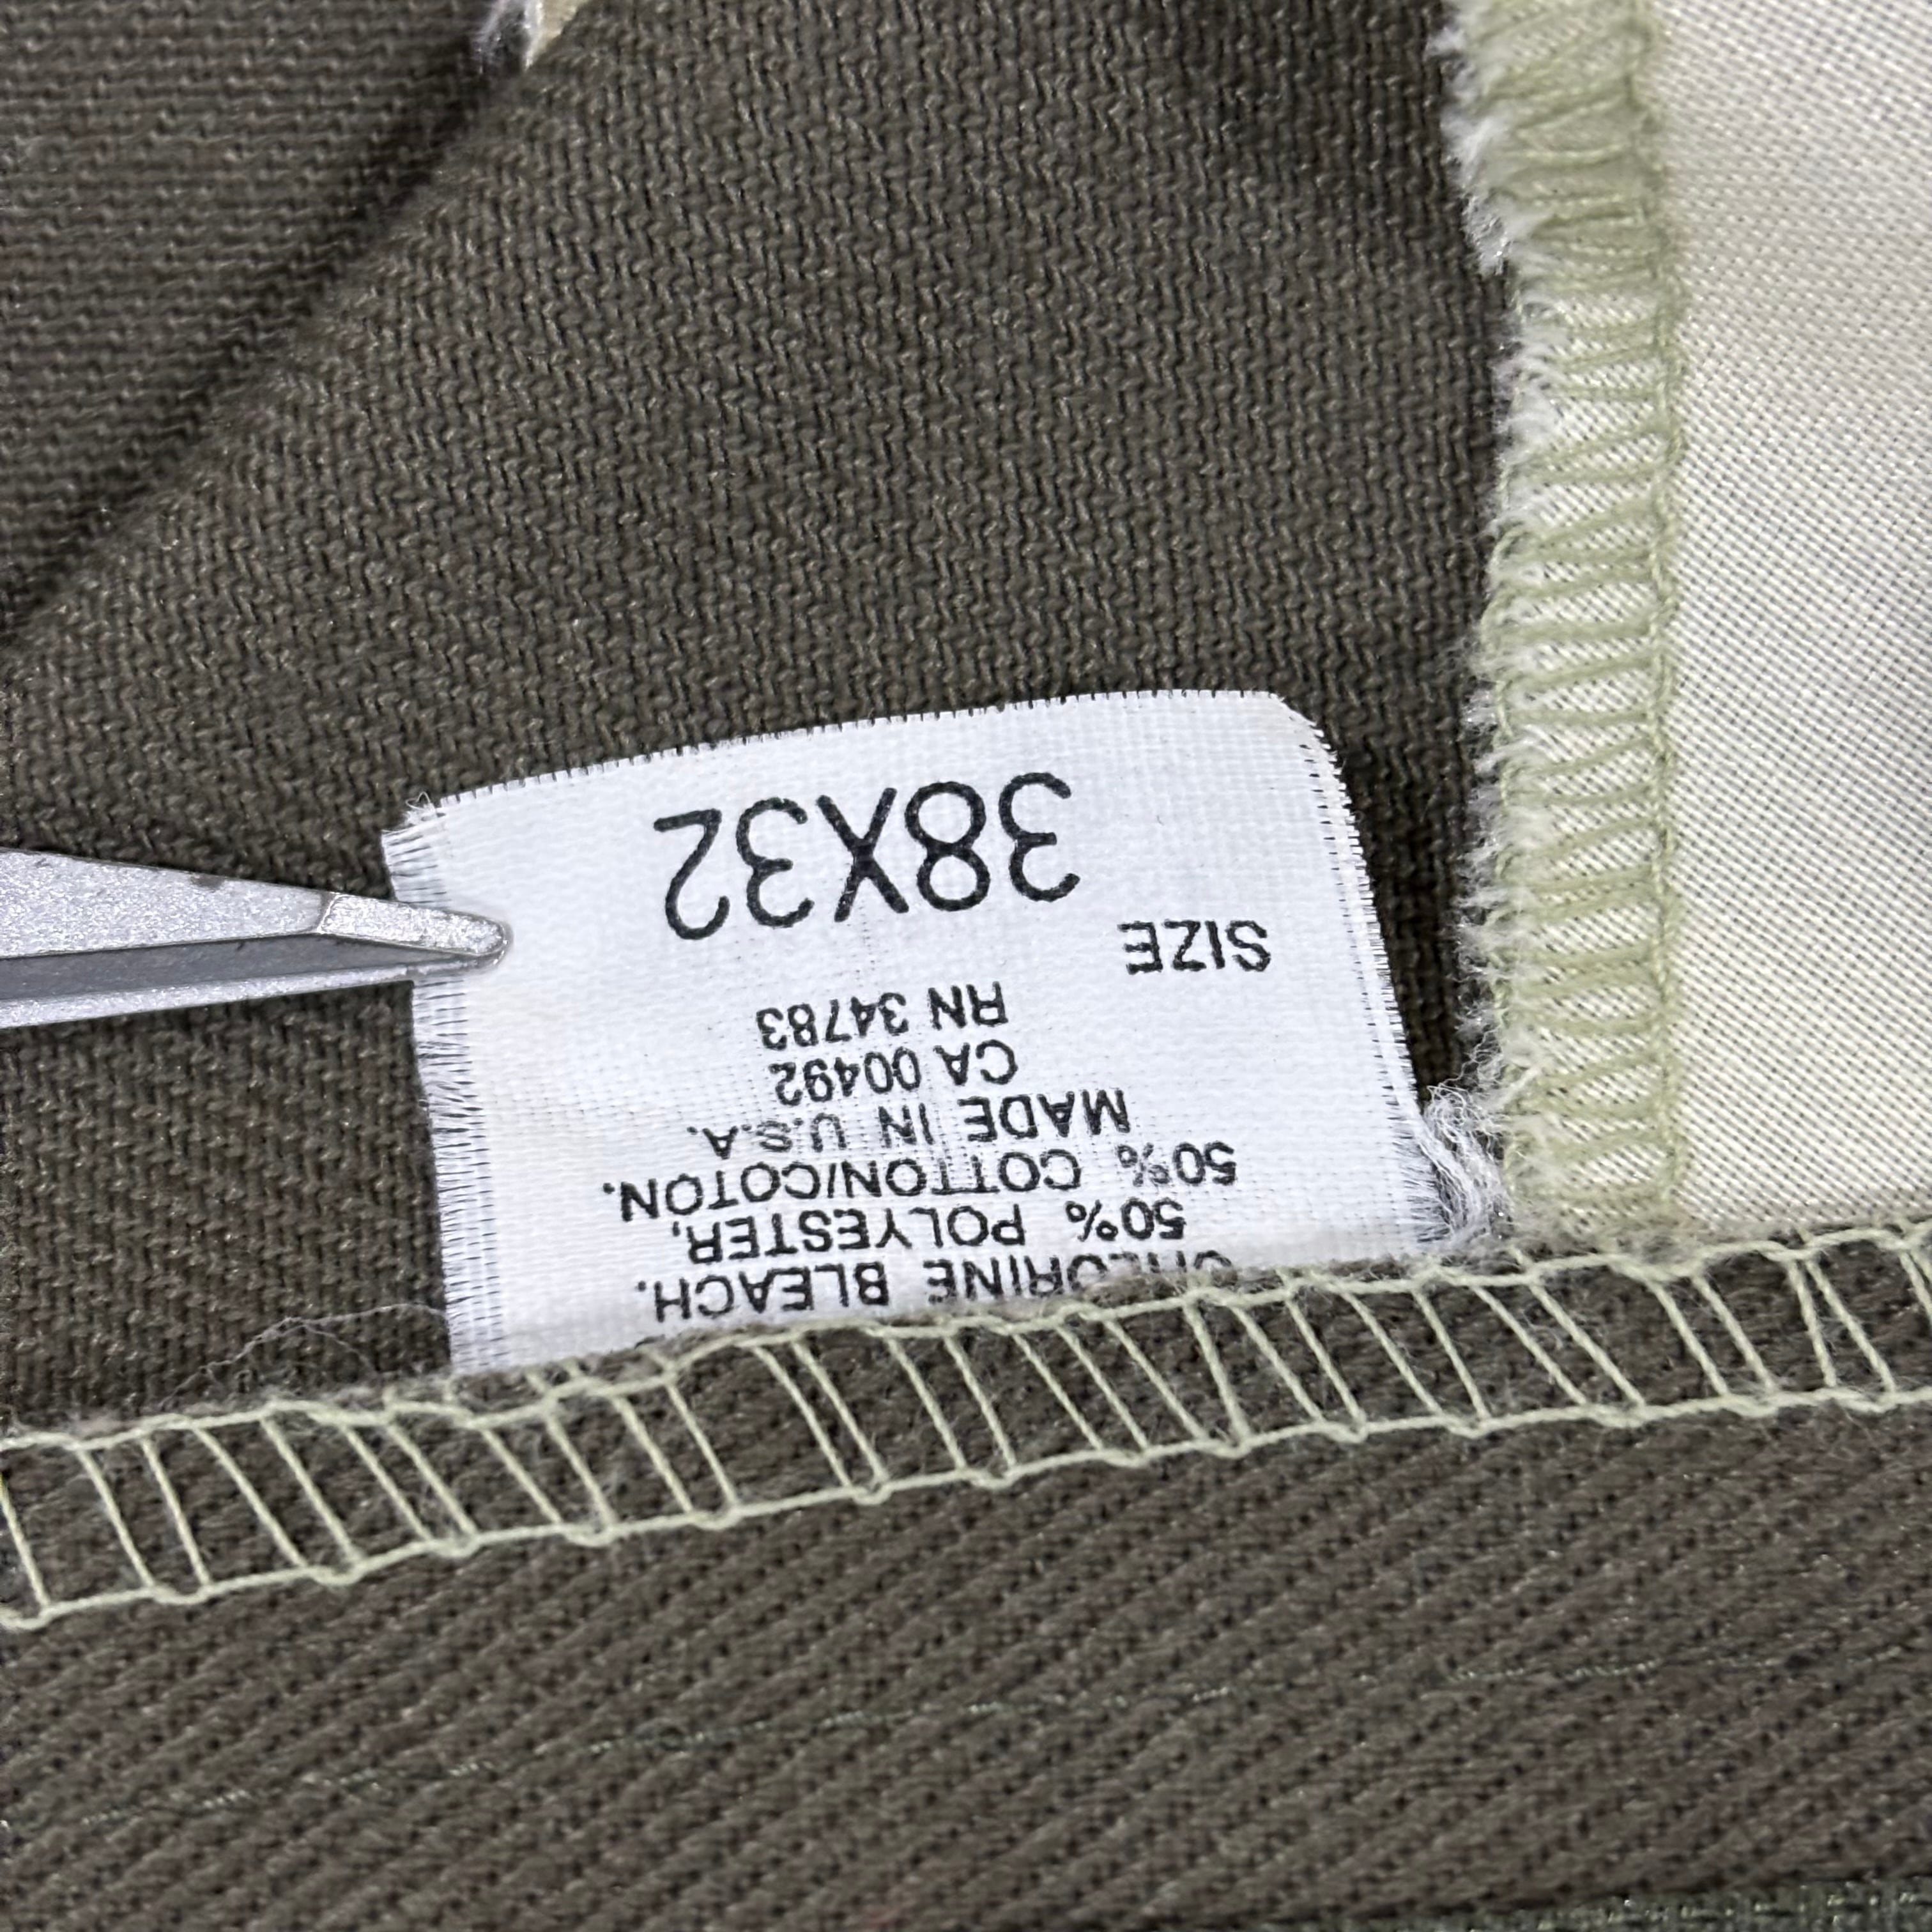 CHLORINE BLEACH.
50% POLYESTER,
50% COTTON/COTON.
MADE IN U.S.A.
CA 00492
RN 34783
SIZE
38X32